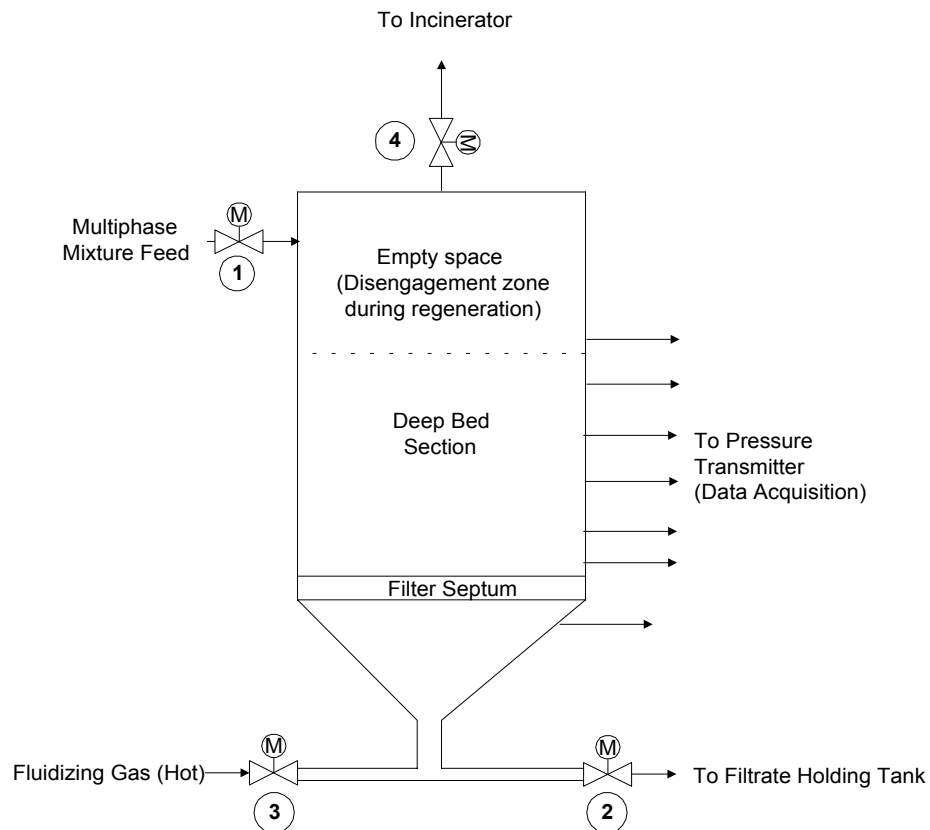 To Incinerator
4
M
Multiphase
Mixture Feed
M
1
Empty space
(Disengagement zone
during regeneration)
Deep Bed
Section
To Pressure
Transmitter
(Data Acquisition)
Filter Septum
Fluidizing Gas (Hot)
M
3
M
2
To Filtrate Holding Tank